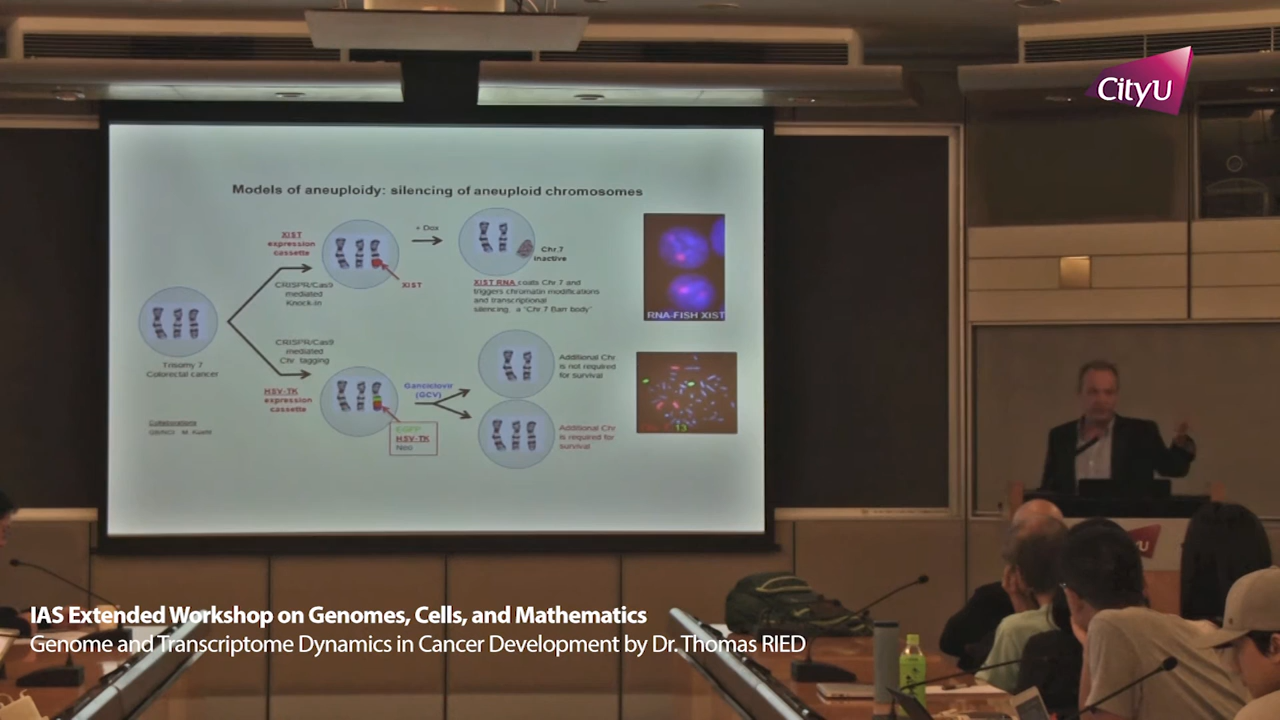 CityU
Models of aneuploidy: silencing of aneuploid chromosomes
XIST
expression
cassette
CRISPR/Cas9
mediated
Knock-in
XIST
+ Dox
Chr.7
inactive
XIST RNA coats Chr 7 and
triggers chromatin modifications
and transcriptional
silencing, a "Chr 7 Barr body"
RNA-FISH XIST
Trisomy 7
Colorectal cancer
CRISPR/Cas9
mediated
Chr. tagging
HSV-TK
expression
cassette
EGFP
HSV-TK
Neo
Ganciclovir
(GCV)
Additional Chr
is not required
for survival
Additional Chr
is required for
survival
13
Collaborations
IAS Extended Workshop on Genomes, Cells, and Mathematics
Genome and Transcriptome Dynamics in Cancer Development by Dr. Thomas RIED